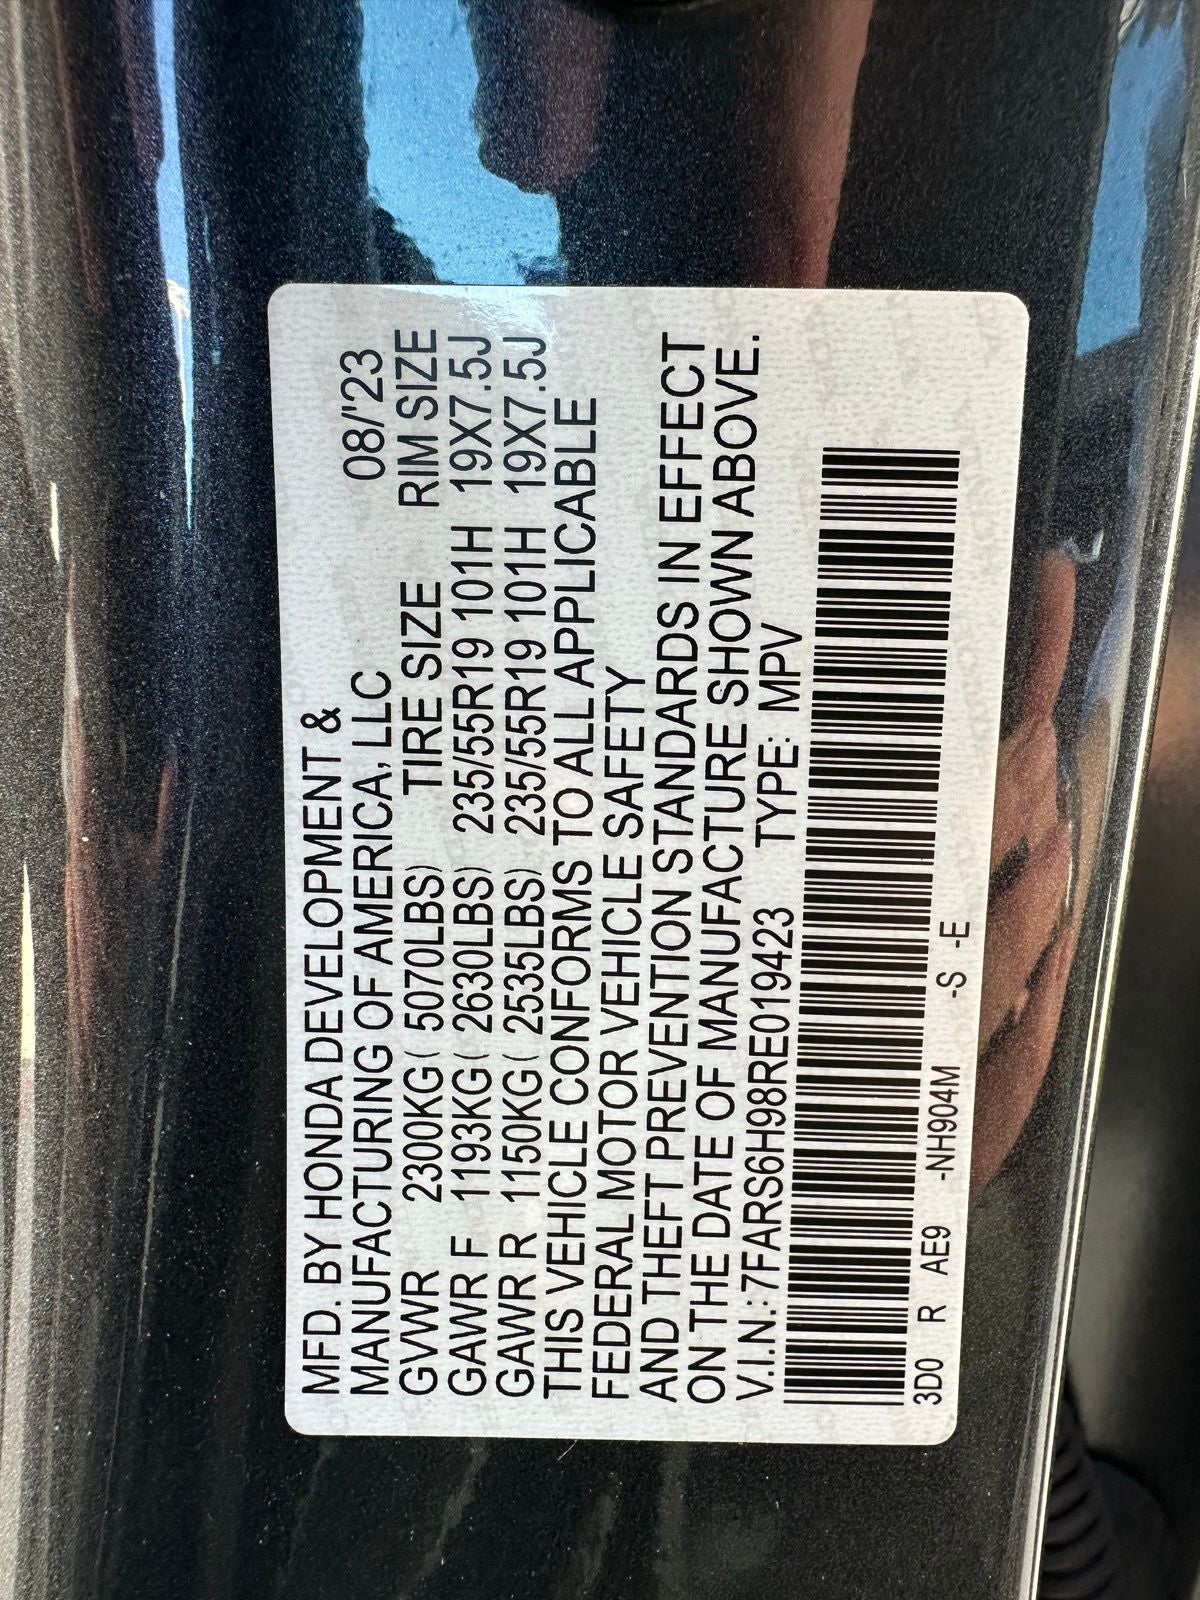 MFD. BY HONDA DEVELOPMENT &
MANUFACTURING OF AMERICA, LLC 08/'23
GVWR 2300KG( 5070LBS) TIRE SIZE RIM SIZE
GAWR F 1193KG( 2630LBS) 235/55R19 101H 19X7.5J
GAWR R 1150KG( 2535LBS) 235/55R19 101H 19X7.5J
THIS VEHICLE CONFORMS TO ALL APPLICABLE
FEDERAL MOTOR VEHICLE SAFETY
AND THEFT PREVENTION STANDARDS IN EFFECT
ON THE DATE OF MANUFACTURE SHOWN ABOVE.
V.I.N.: 7FARS6H98RE019423 TYPE: MPV
3D0 R AE9 -NH904M -S -E